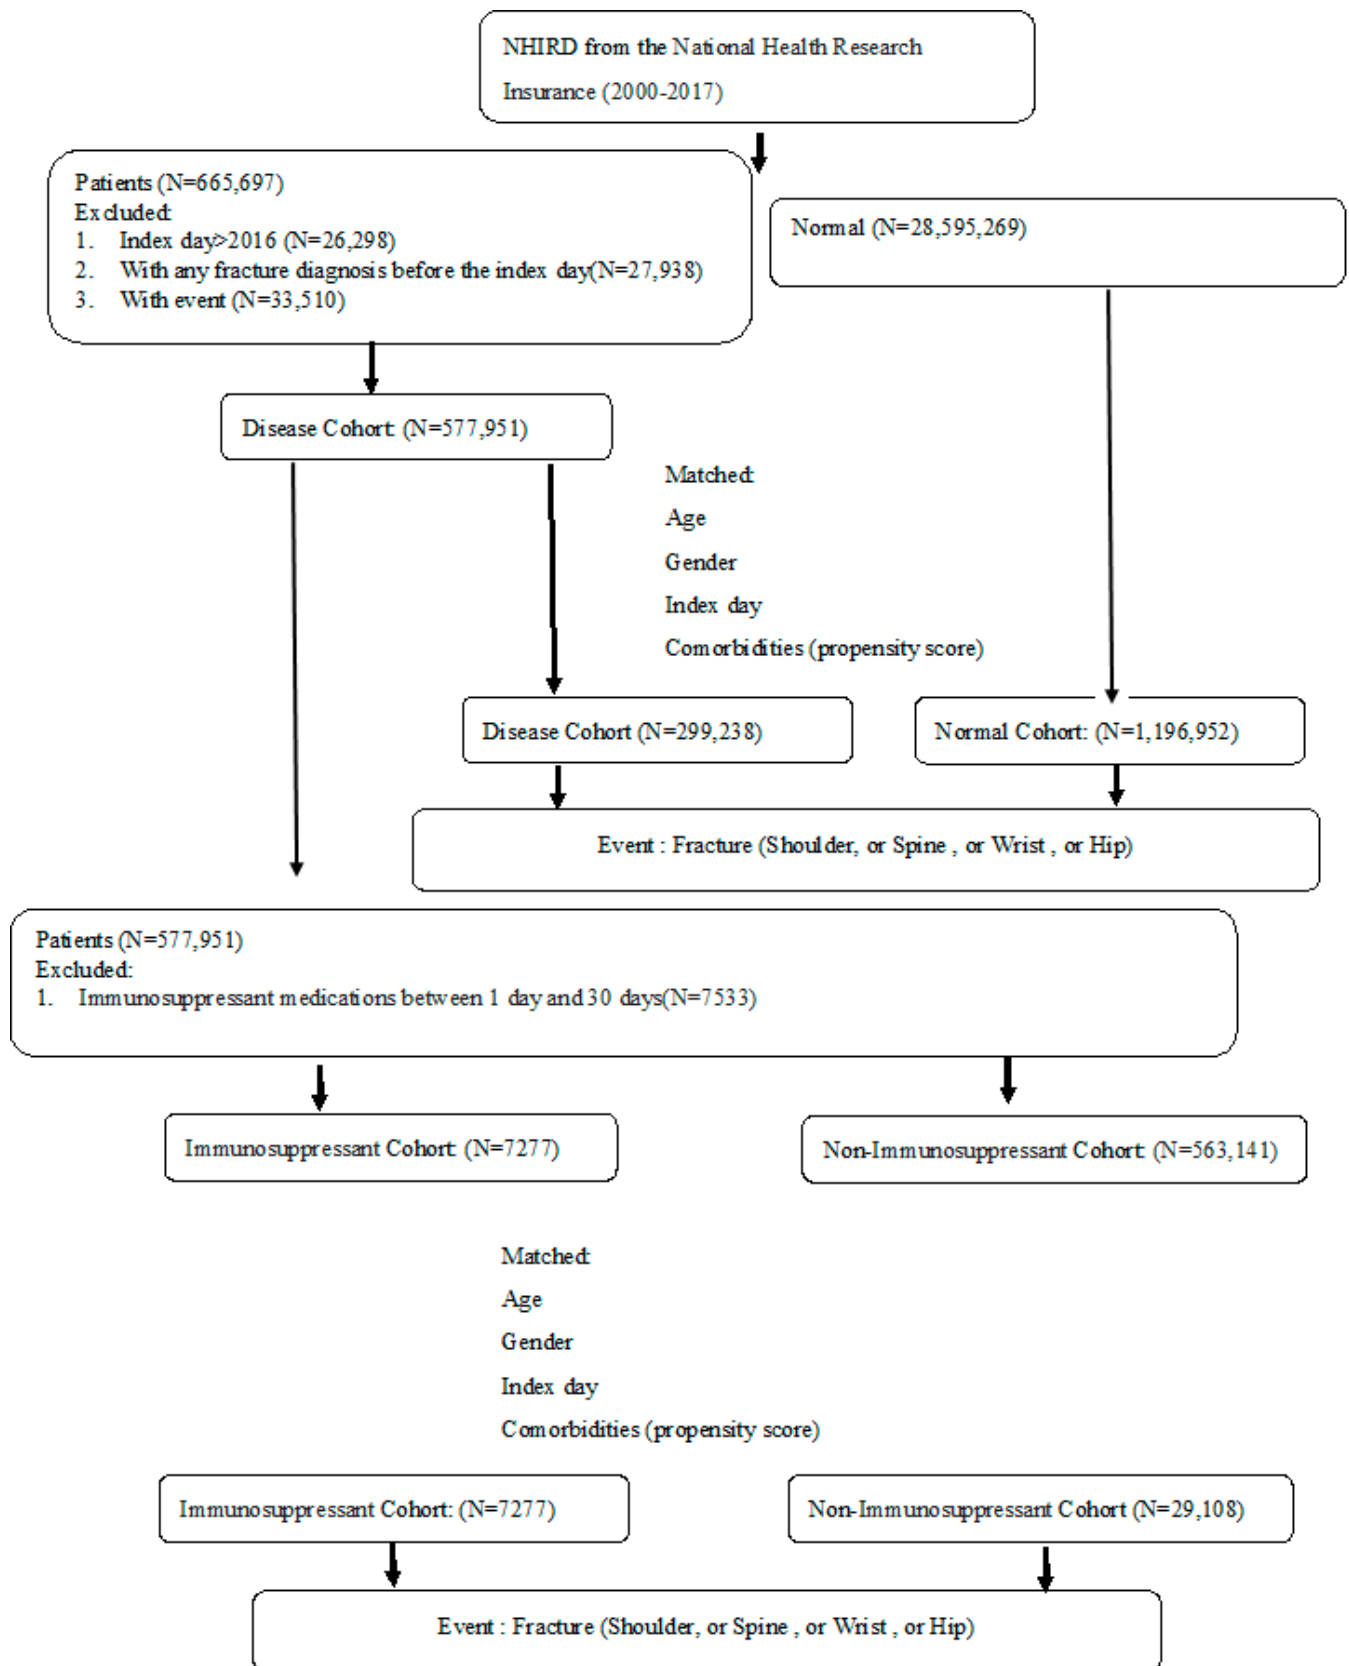 NHIRD from the National Health Research
Insurance (2000-2017)
Patients (N=665,697)
Excluded:
1. Index day>2016 (N=26,298)
2. With any fracture diagnosis before the index day(N=27,938)
3. With event (N=33,510)
Normal (N=28,595,269)
Disease Cohort: (N=577,951)
Matched:
Age
Gender
Index day
Comorbidities (propensity score)
Disease Cohort (N=299,238)
Normal Cohort: (N=1,196,952)
Event : Fracture (Shoulder, or Spine , or Wrist , or Hip)
Patients (N=577,951)
Excluded:
1. Immunosuppressant medications between 1 day and 30 days(N=7533)
Immunosuppressant Cohort: (N=7277)
Non-Immunosuppressant Cohort: (N=563,141)
Matched:
Age
Gender
Index day
Comorbidities (propensity score)
Immunosuppressant Cohort: (N=7277)
Non-Immunosuppressant Cohort (N=29,108)
Event : Fracture (Shoulder, or Spine , or Wrist , or Hip)